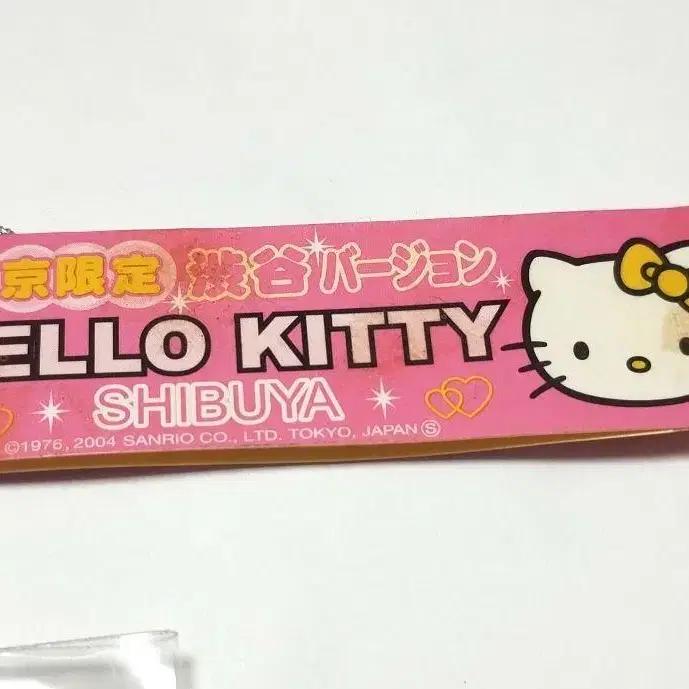 京限定 渋谷バージョン
ELLO KITTY
SHIBUYA
©1976, 2004 SANRIO CO., LTD. TOKYO, JAPAN Ⓢ